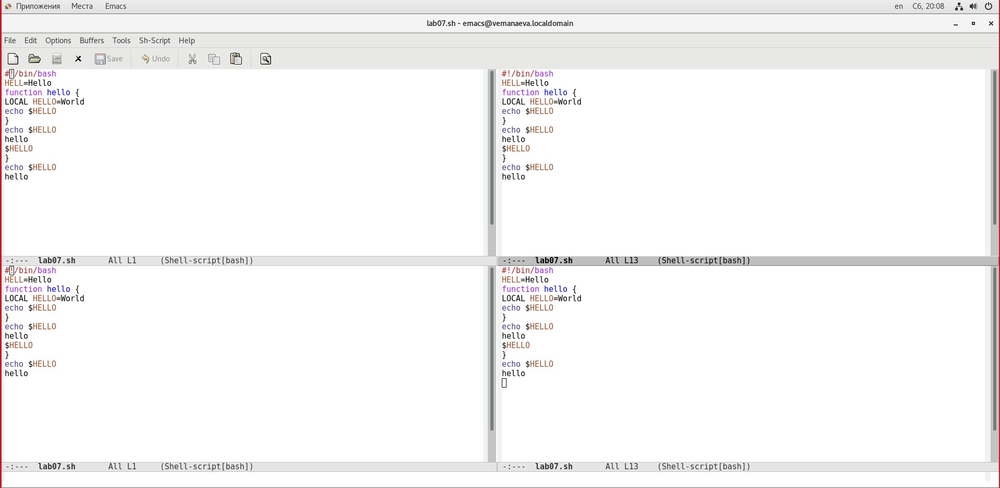 Приложения Места Emacs en Сб, 20:08
lab07.sh - emacs@vemanaeva.localdomain
File Edit Options Buffers Tools Sh-Script Help
Save Undo
#!/bin/bash
HELL=Hello
function hello {
LOCAL HELLO=World
echo $HELLO
}
echo $HELLO
hello
$HELLO
}
echo $HELLO
hello
-:--- lab07.sh All L1 (Shell-script[bash])
#!/bin/bash
HELL=Hello
function hello {
LOCAL HELLO=World
echo $HELLO
}
echo $HELLO
hello
$HELLO
}
echo $HELLO
hello
-:--- lab07.sh All L13 (Shell-script[bash])
#!/bin/bash
HELL=Hello
function hello {
LOCAL HELLO=World
echo $HELLO
}
echo $HELLO
hello
$HELLO
}
echo $HELLO
hello
-:--- lab07.sh All L1 (Shell-script[bash])
#!/bin/bash
HELL=Hello
function hello {
LOCAL HELLO=World
echo $HELLO
}
echo $HELLO
hello
$HELLO
}
echo $HELLO
hello
-:--- lab07.sh All L13 (Shell-script[bash])